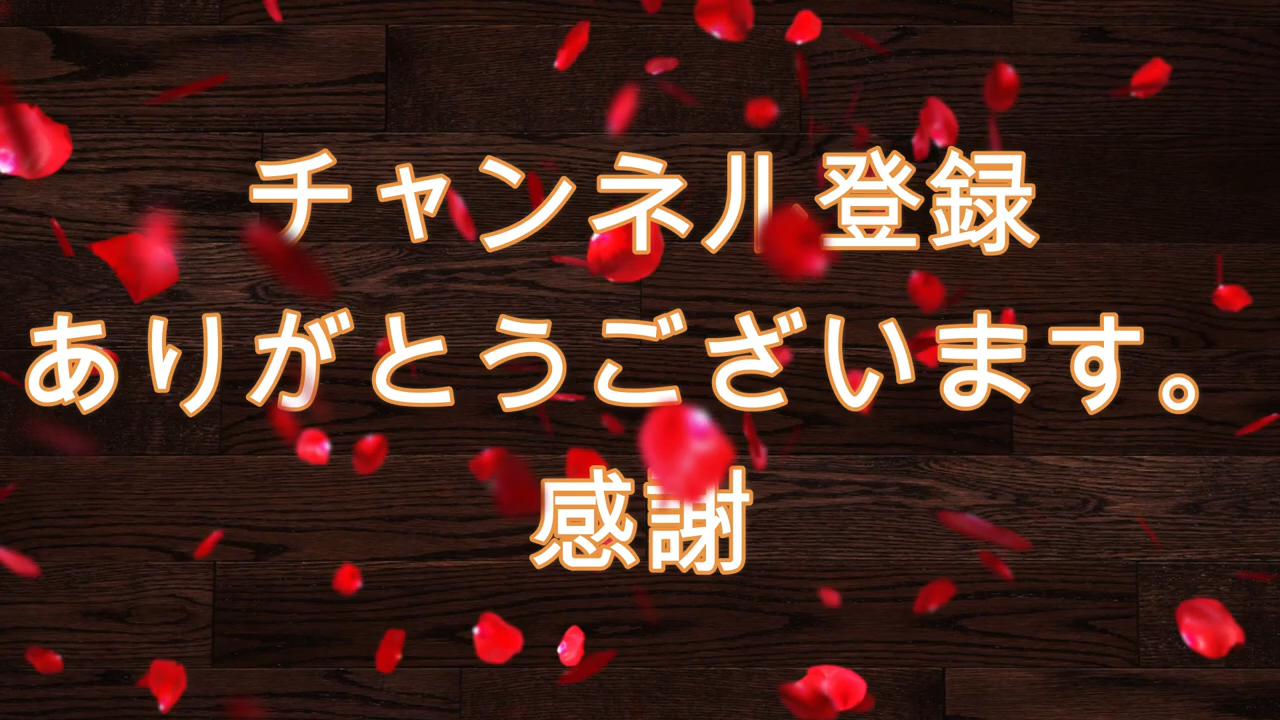 チャンネル登録
ありがとうございます。
感謝